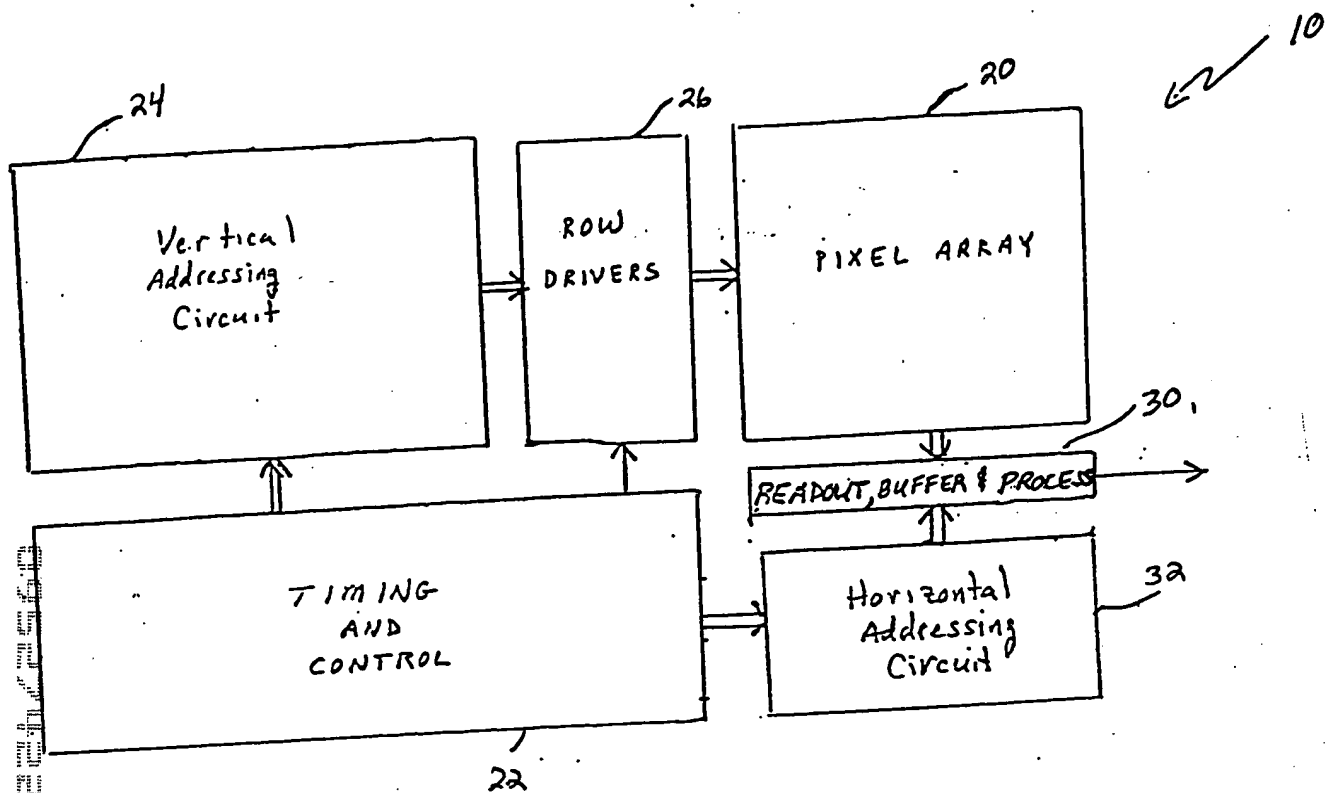 10
24
26
20
Vertical
Addressing
Circuit
ROW
DRIVERS
PIXEL ARRAY
30
READOUT, BUFFER & PROCESS
TIMING
AND
CONTROL
Horizontal
Addressing
Circuit
32
22